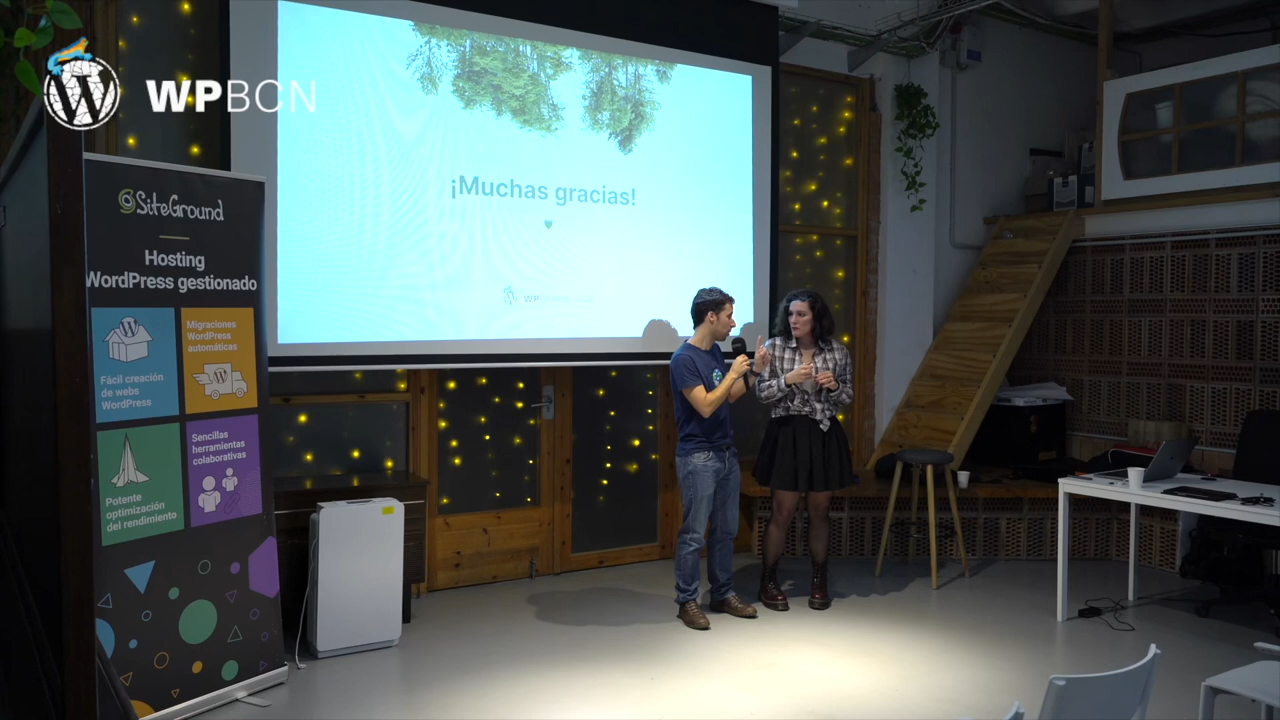 WPBCN
SiteGround
Hosting
WordPress gestionado
Fácil creación
de webs
WordPress
Migraciones
WordPress
automáticas
Potente
optimización
del rendimiento
Sencillas
herramientas
colaborativas
¡Muchas gracias!